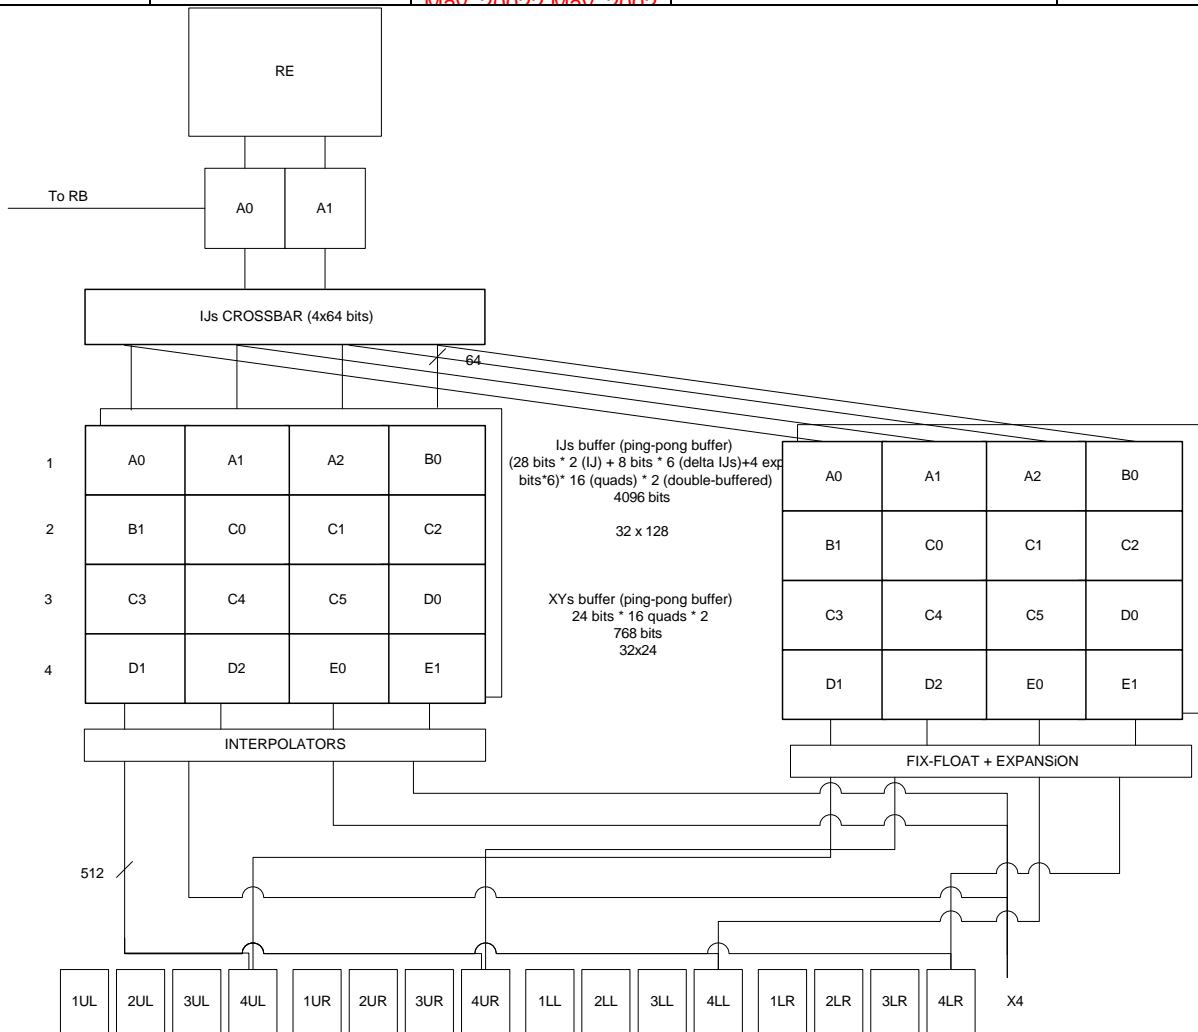 RE
To RB
A0 A1
IJs CROSSBAR (4x64 bits)
64
1 A0 A1 A2 B0
2 B1 C0 C1 C2
3 C3 C4 C5 D0
4 D1 D2 E0 E1
IJs buffer (ping-pong buffer)
(28 bits * 2 (IJ) + 8 bits * 6 (delta IJs)+4 exp
bits*6)* 16 (quads) * 2 (double-buffered)
4096 bits
32 x 128
XYs buffer (ping-pong buffer)
24 bits * 16 quads * 2
768 bits
32x24
A0 A1 A2 B0
B1 C0 C1 C2
C3 C4 C5 D0
D1 D2 E0 E1
INTERPOLATORS
FIX-FLOAT + EXPANSiON
512
1UL 2UL 3UL 4UL 1UR 2UR 3UR 4UR 1LL 2LL 3LL 4LL 1LR 2LR 3LR 4LR X4